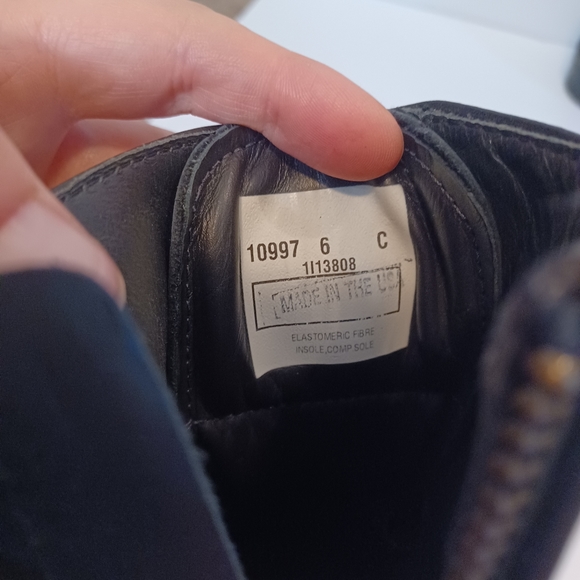 10997 6 C
1I13808
MADE IN THE USA
ELASTOMERIC FIBRE
INSOLE,COMP SOLE